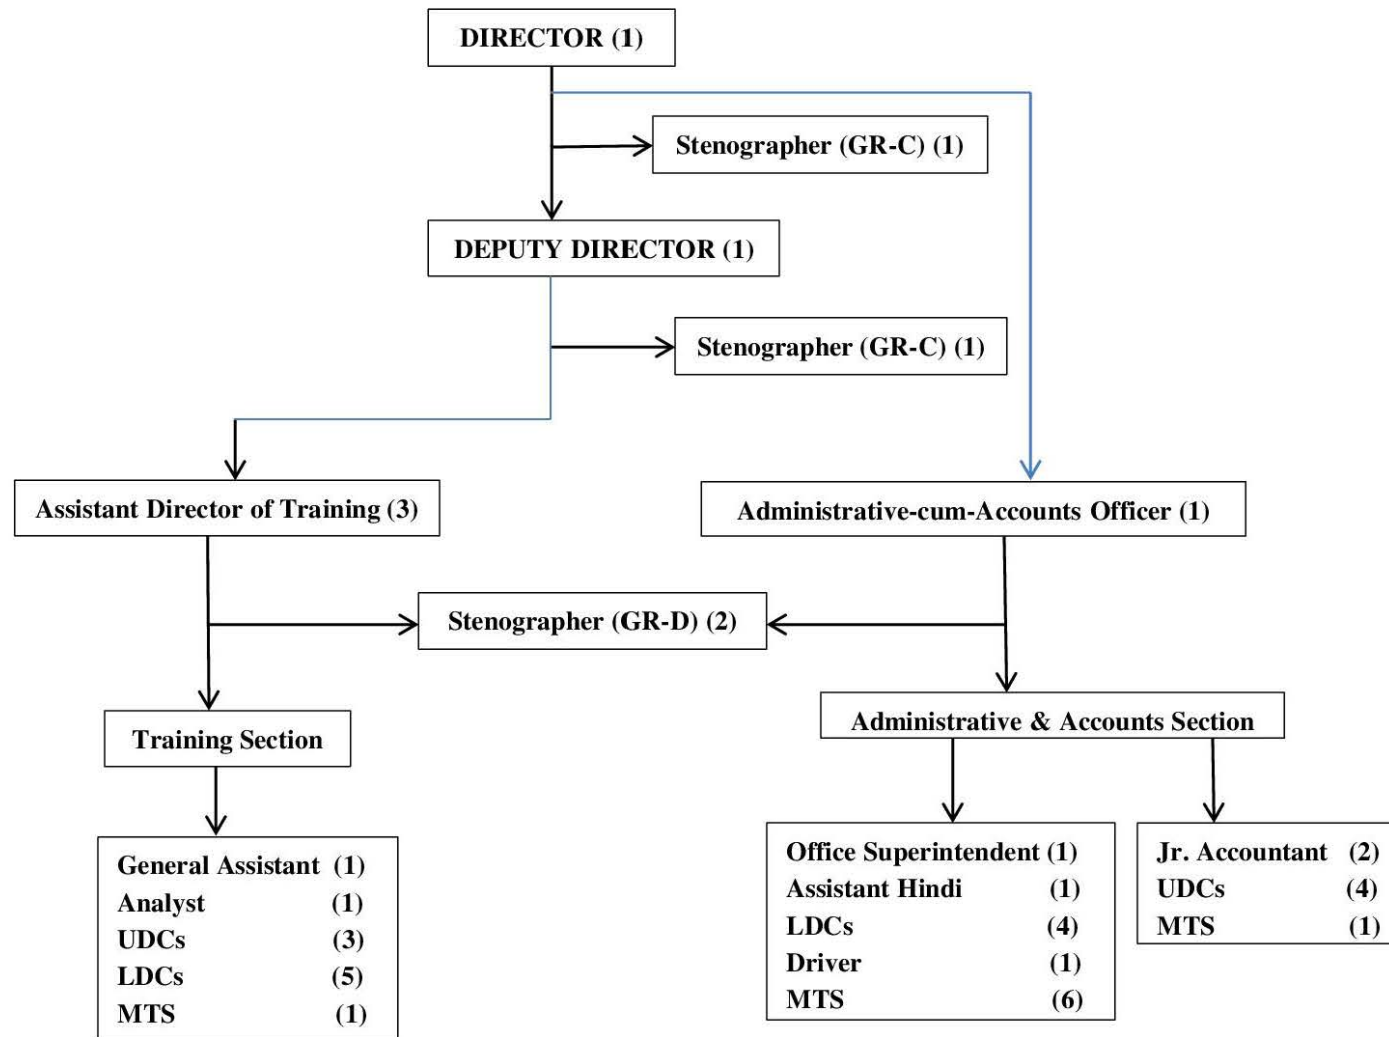 DIRECTOR (1)
Stenographer (GR-C) (1)
DEPUTY DIRECTOR (1)
Stenographer (GR-C) (1)
Assistant Director of Training (3)
Administrative-cum-Accounts Officer (1)
Stenographer (GR-D) (2)
Training Section
Administrative & Accounts Section
General Assistant (1)
Analyst (1)
UDCs (3)
LDCs (5)
MTS (1)
Office Superintendent (1)
Assistant Hindi (1)
LDCs (4)
Driver (1)
MTS (6)
Jr. Accountant (2)
UDCs (4)
MTS (1)